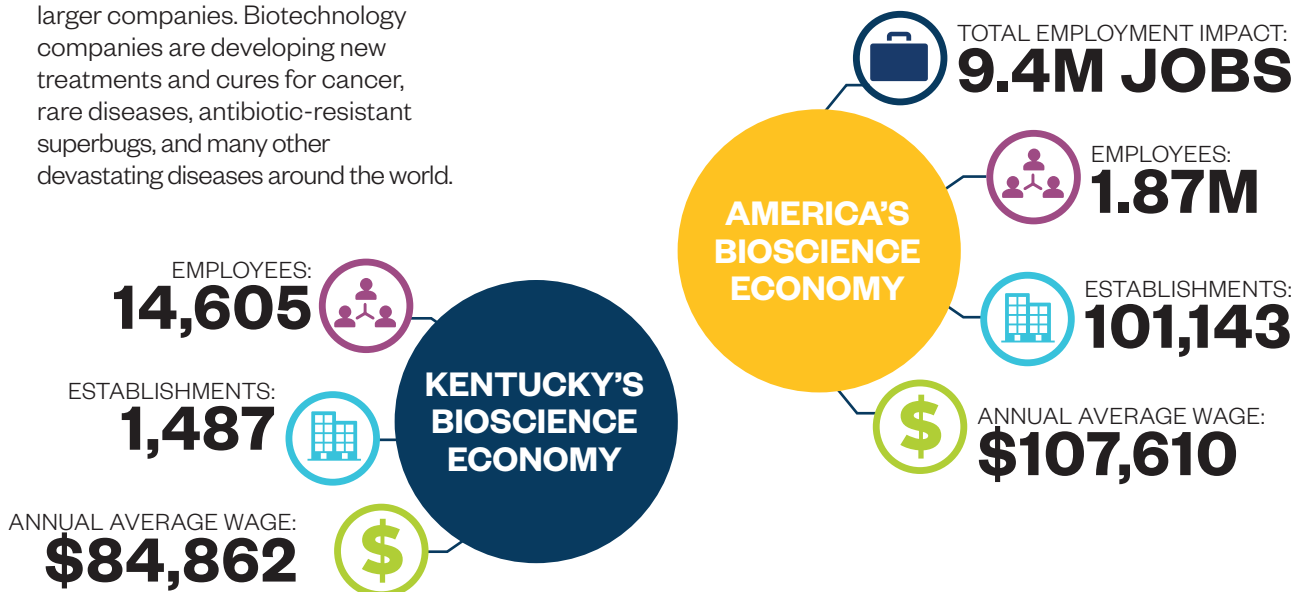 larger companies. Biotechnology
companies are developing new
treatments and cures for cancer,
rare diseases, antibiotic-resistant
superbugs, and many other
devastating diseases around the world.
EMPLOYEES:
14,605
ESTABLISHMENTS:
1,487
ANNUAL AVERAGE WAGE:
$84,862
$
KENTUCKY'S
BIOSCIENCE
ECONOMY
AMERICA'S
BIOSCIENCE
ECONOMY
TOTAL EMPLOYMENT IMPACT:
9.4M JOBS
EMPLOYEES:
1.87M
ESTABLISHMENTS:
101,143
$
ANNUAL AVERAGE WAGE:
$107,610